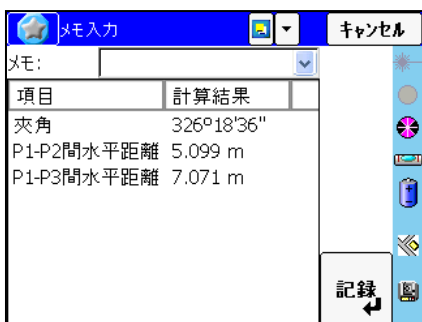 メモ入力
キャンセル
メモ:
項目 計算結果
夾角 326°18'36"
P1-P2間水平距離 5.099 m
P1-P3間水平距離 7.071 m
記録